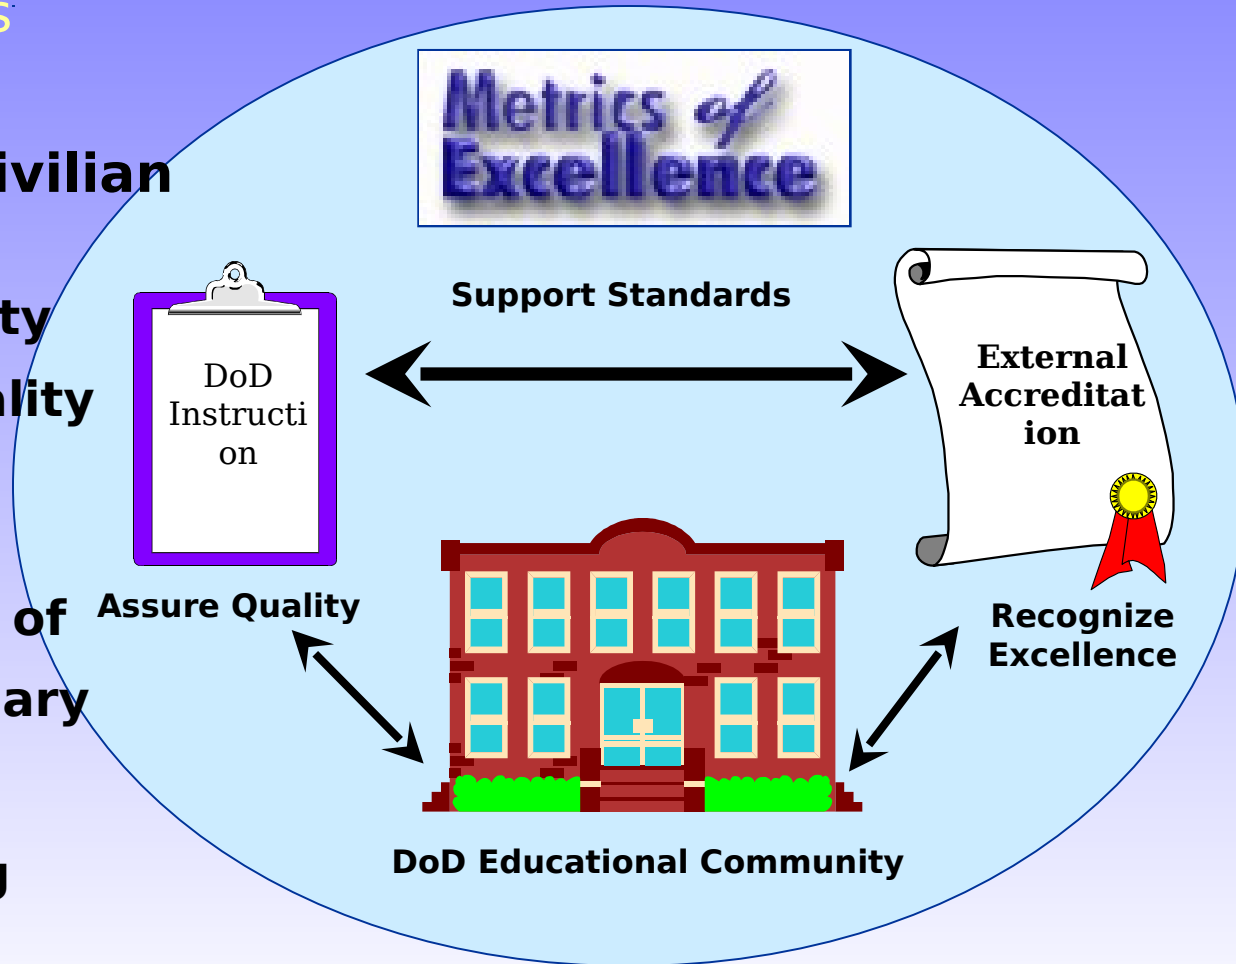 s
Metrics of
Excellence
ivilian
Support Standards
ty
ality
DoD
Instructi
on
External
Accreditat
ion
of
Assure Quality
Recognize
Excellence
ary
DoD Educational Community
g